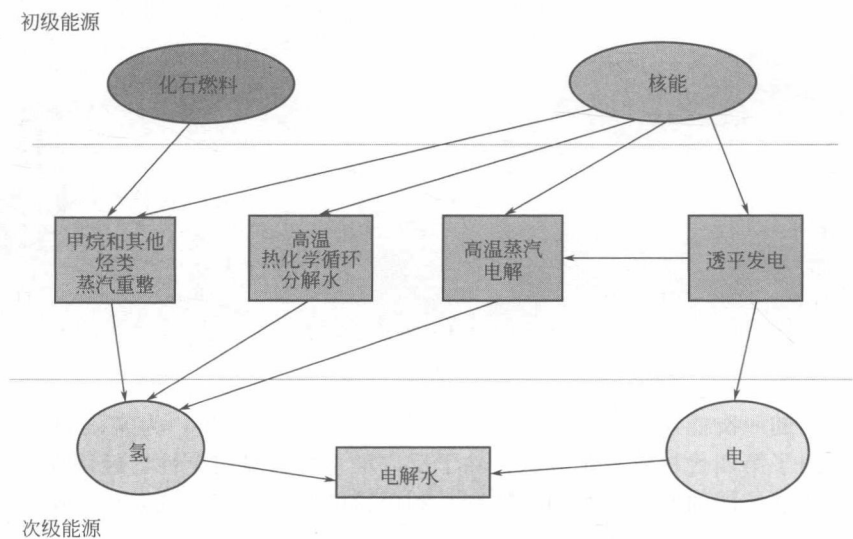 初级能源
化石燃料
核能
甲烷和其他
烃类
蒸汽重整
高温
热化学循环
分解水
高温蒸汽
电解
透平发电
氢
电解水
电
次级能源